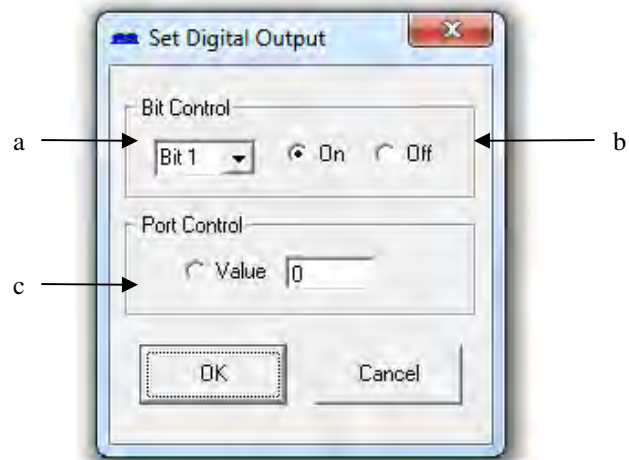 Set Digital Output
x
Bit Control
a
b
Bit 1
On
Off
Port Control
c
Value
0
OK
Cancel